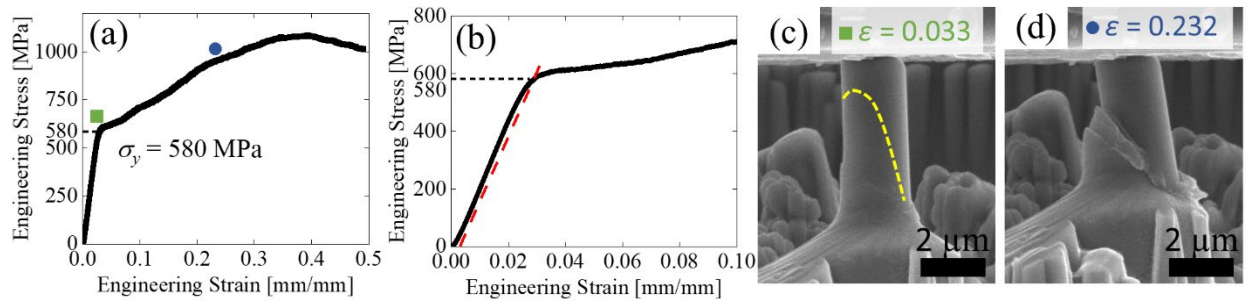 (a)
Engineering Stress [MPa]
1000
750
580
500
250
0
σy = 580 MPa
0.0 0.1 0.2 0.3 0.4 0.5
Engineering Strain [mm/mm]
(b)
Engineering Stress [MPa]
800
600
580
400
200
0
0.00 0.02 0.04 0.06 0.08 0.10
Engineering Strain [mm/mm]
(c)
ε = 0.033
2 μm
(d)
ε = 0.232
2 μm